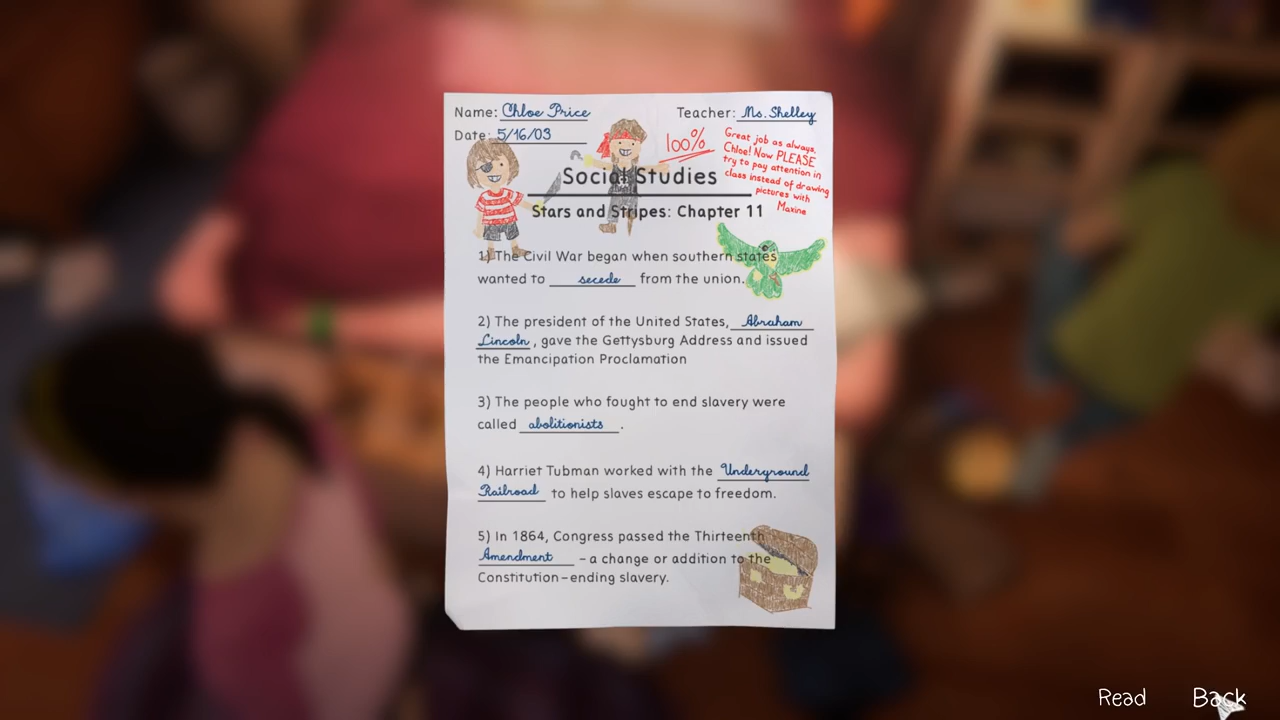 Name: Chloe Price
Teacher: Ms. Shelley
Date: 5/16/03
100%
Great job as always,
Chloe! Now PLEASE
try to pay attention in
class instead of drawing
pictures with
Maxine
Social Studies
Stars and Stripes: Chapter 11
1) The Civil War began when southern states
wanted to secede from the union.
2) The president of the United States, Abraham
Lincoln, gave the Gettysburg Address and issued
the Emancipation Proclamation
3) The people who fought to end slavery were
called abolitionists.
4) Harriet Tubman worked with the Underground
Railroad to help slaves escape to freedom.
5) In 1864, Congress passed the Thirteenth
Amendment - a change or addition to the
Constitution-ending slavery.
Read
Back